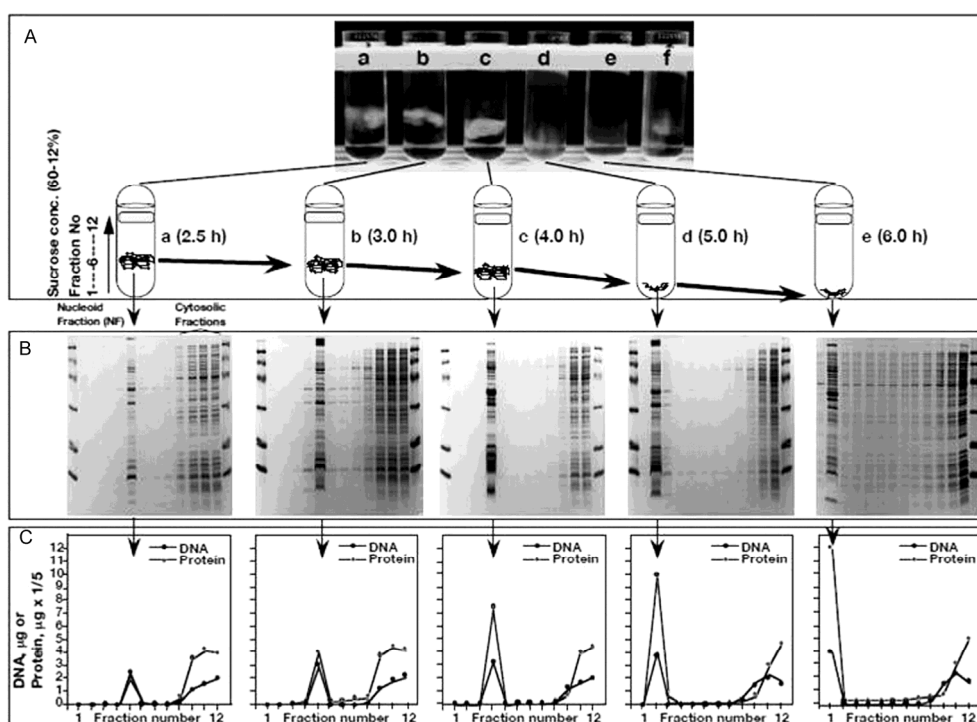 A
a b c d e f
Sucrose conc. (60-12%)
Fraction No
1---6-----12
a (2.5 h)
b (3.0 h)
c (4.0 h)
d (5.0 h)
e (6.0 h)
Nucleoid
Fraction (NF)
Cytosolic
Fractions
B
C
DNA, µg or
Protein, µg x 1/5
12
11
10
9
8
7
6
5
4
3
2
1
0
DNA
Protein
DNA
Protein
DNA
Protein
DNA
Protein
DNA
Protein
1 Fraction number 12
1 Fraction number 12
1 Fraction number 12
1 Fraction number 12
1 Fraction number 12